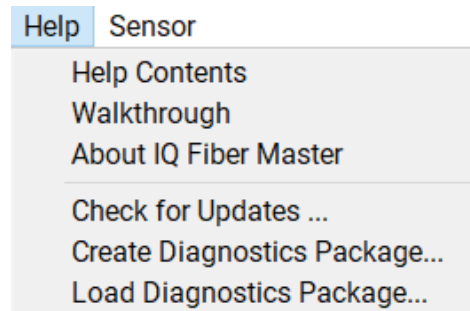 Help Sensor
Help Contents
Walkthrough
About IQ Fiber Master
Check for Updates ...
Create Diagnostics Package...
Load Diagnostics Package...